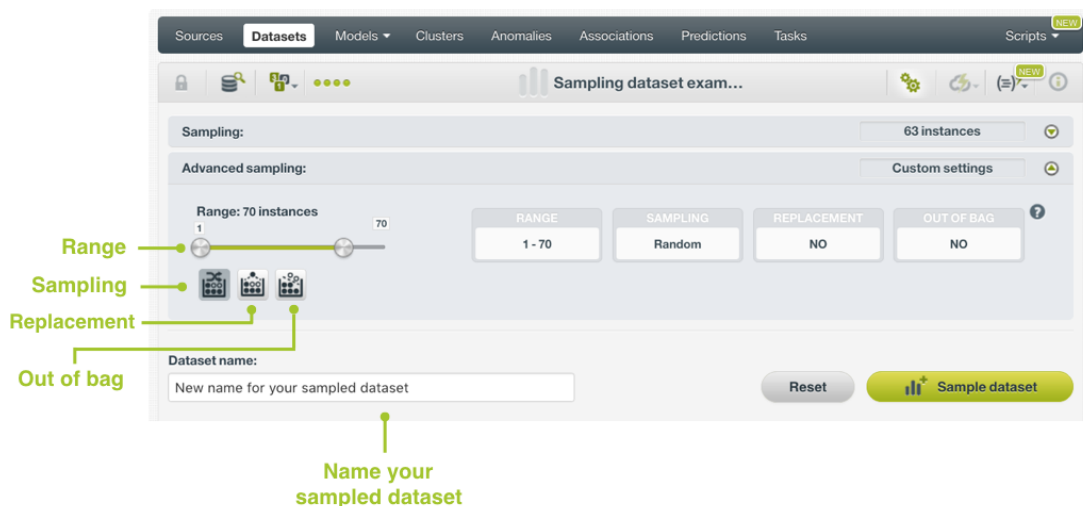 NEW
Sources Datasets Models Clusters Anomalies Associations Predictions Tasks Scripts
Sampling dataset exam...
NEW
Sampling: 63 instances
Advanced sampling: Custom settings
Range: 70 instances
1 70
RANGE SAMPLING REPLACEMENT OUT OF BAG
1 - 70 Random NO NO
Range
Sampling
Replacement
Out of bag
Dataset name:
New name for your sampled dataset
Reset Sample dataset
Name your
sampled dataset